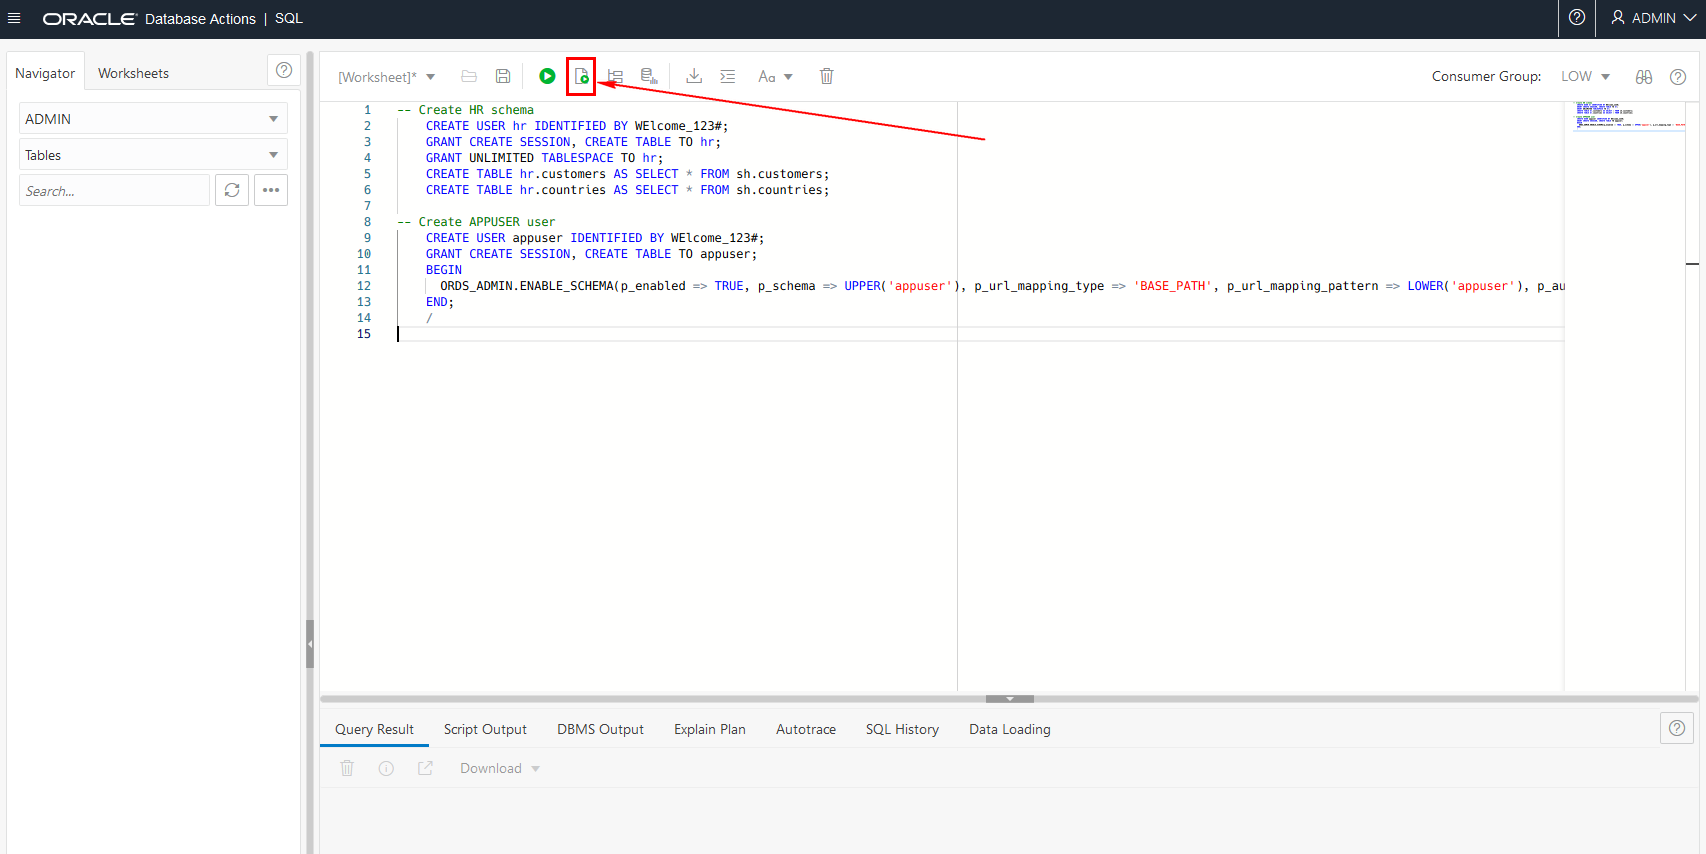 ORACLE Database Actions | SQL
ADMIN
Navigator
Worksheets
ADMIN
Tables
Search...
[Worksheet]*
Aa
Consumer Group: LOW
1 -- Create HR schema
2 CREATE USER hr IDENTIFIED BY WElcome_123#;
3 GRANT CREATE SESSION, CREATE TABLE TO hr;
4 GRANT UNLIMITED TABLESPACE TO hr;
5 CREATE TABLE hr.customers AS SELECT * FROM sh.customers;
6 CREATE TABLE hr.countries AS SELECT * FROM sh.countries;
7
8 -- Create APPUSER user
9 CREATE USER appuser IDENTIFIED BY WElcome_123#;
10 GRANT CREATE SESSION, CREATE TABLE TO appuser;
11 BEGIN
12 ORDS_ADMIN.ENABLE_SCHEMA(p_enabled => TRUE, p_schema => UPPER('appuser'), p_url_mapping_type => 'BASE_PATH', p_url_mapping_pattern => LOWER('appuser'), p_au
13 END;
14 /
15
Query Result
Script Output
DBMS Output
Explain Plan
Autotrace
SQL History
Data Loading
Download